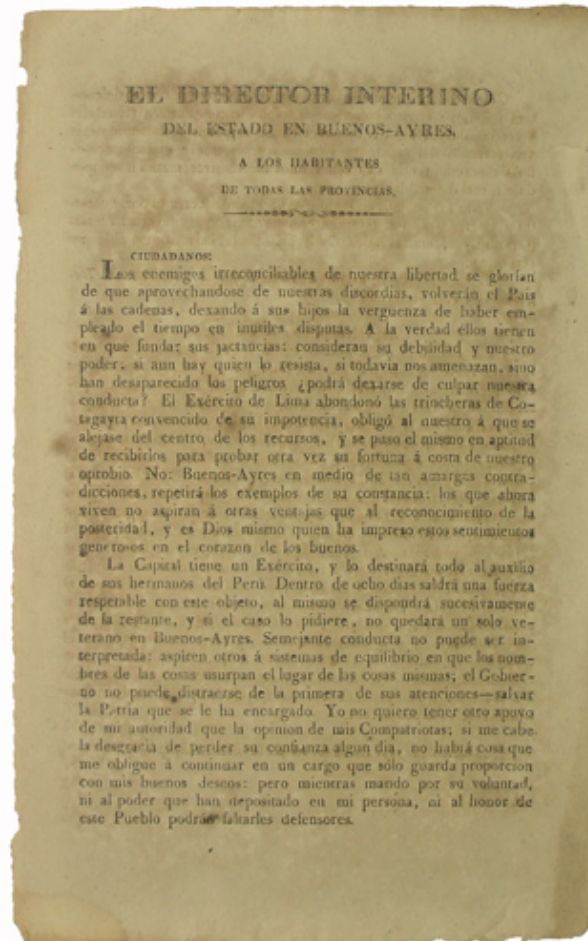 EL DIRECTOR INTERINO
DEL ESTADO EN BUENOS-AYRES,
A LOS HABITANTES
DE TODAS LAS PROVINCIAS.
CIUDADANOS:
Los enemigos irreconciliables de nuestra libertad se glorían
de que aprovechandose de nuestras discordias, volverán el Pais
á las cadenas, dexando á sus hijos la verguenza de haber em-
pleado el tiempo en inutiles disputas. A la verdad ellos tienen
en que fundar sus jactancias: consideran su debilidad y nuestro
poder; si aun hay quien lo resista, si todavia nos amenazan, sino
han desaparecido los peligros ¿podrá dexarse de culpar nuestra
conducta? El Exército de Lima abandonó las trincheras de Co-
tagayta convencido de su impotencia, obligó al nuestro á que se
alejase del centro de los recursos, y se puso el mismo en aptitud
de recibirlos para probar otra vez su fortuna á costa de nuestro
oprobio. No: Buenos-Ayres en medio de tan amargas contra-
dicciones, repetirá los exemplos de su constancia: los que ahora
viven no aspiran á otras ventajas que al reconocimiento de la
posteridad, y es Dios mismo quien ha impreso estos sentimientos
generosos en el corazon de los buenos.
La Capital tiene un Exército, y lo destinará todo al auxilio
de sus hermanos del Perú. Dentro de ocho dias saldrá una fuerza
respetable con este objeto, al mismo se dispondrá sucesivamente
de la restante, y si el caso lo pidiere, no quedará un solo ve-
terano en Buenos-Ayres. Semejante conducta no puede ser in-
terpretada: aspiren otros á sistemas de equilibrio en que los nom-
bres de las cosas usurpan el lugar de las cosas mismas; el Gobier-
no no puede distraerse de la primera de sus atenciones—salvar
la Patria que se le ha encargado. Yo no quiero tener otro apoyo
de mi autoridad que la opinion de mis Compatriotas; si me cabe
la desgracia de perder su confianza algun dia, no habrá cosa que
me obligue á continuar en un cargo que solo guarda proporcion
con mis buenos deseos: pero mientras mando por su voluntad,
ni al poder que han depositado en mi persona, ni al honor de
este Pueblo podrán faltarles defensores.